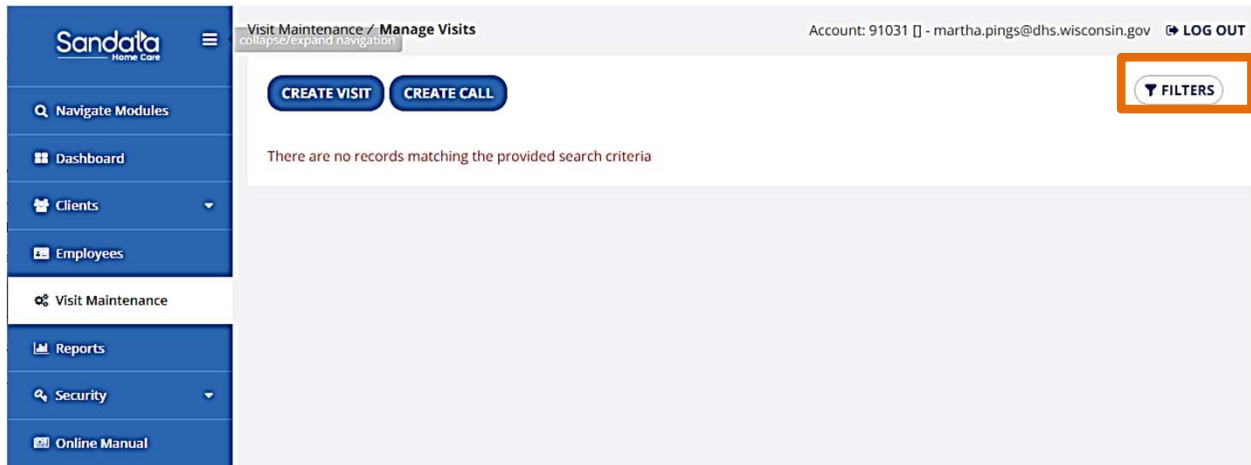 Sandata
Home Care
Visit Maintenance / Manage Visits
collapse/expand navigation
Account: 91031 [] - martha.pings@dhs.wisconsin.gov
LOG OUT
CREATE VISIT
CREATE CALL
FILTERS
There are no records matching the provided search criteria
Navigate Modules
Dashboard
Clients
Employees
Visit Maintenance
Reports
Security
Online Manual